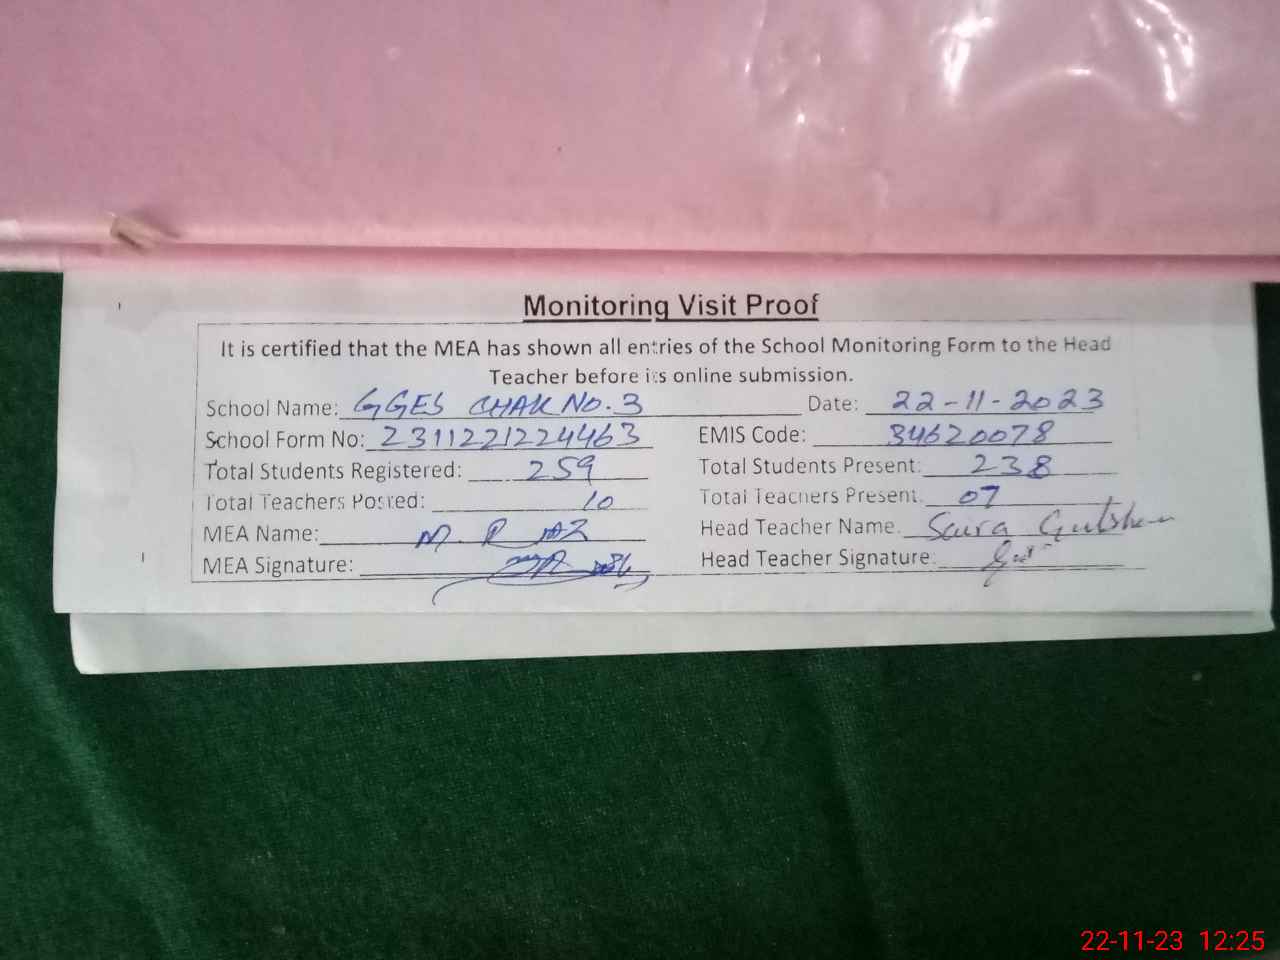 Monitoring Visit Proof
It is certified that the MEA has shown all entries of the School Monitoring Form to the Head
Teacher before its online submission.
School Name: GGES CHAK NO. 3 Date: 22-11-2023
School Form No: 2311221224463 EMIS Code: 34620078
Total Students Registered: 259 Total Students Present: 238
Total Teachers Posted: 10 Total Teachers Present. 07
MEA Name: M. R Head Teacher Name. Saira Gulshan
MEA Signature: Head Teacher Signature:
22-11-23 12:25